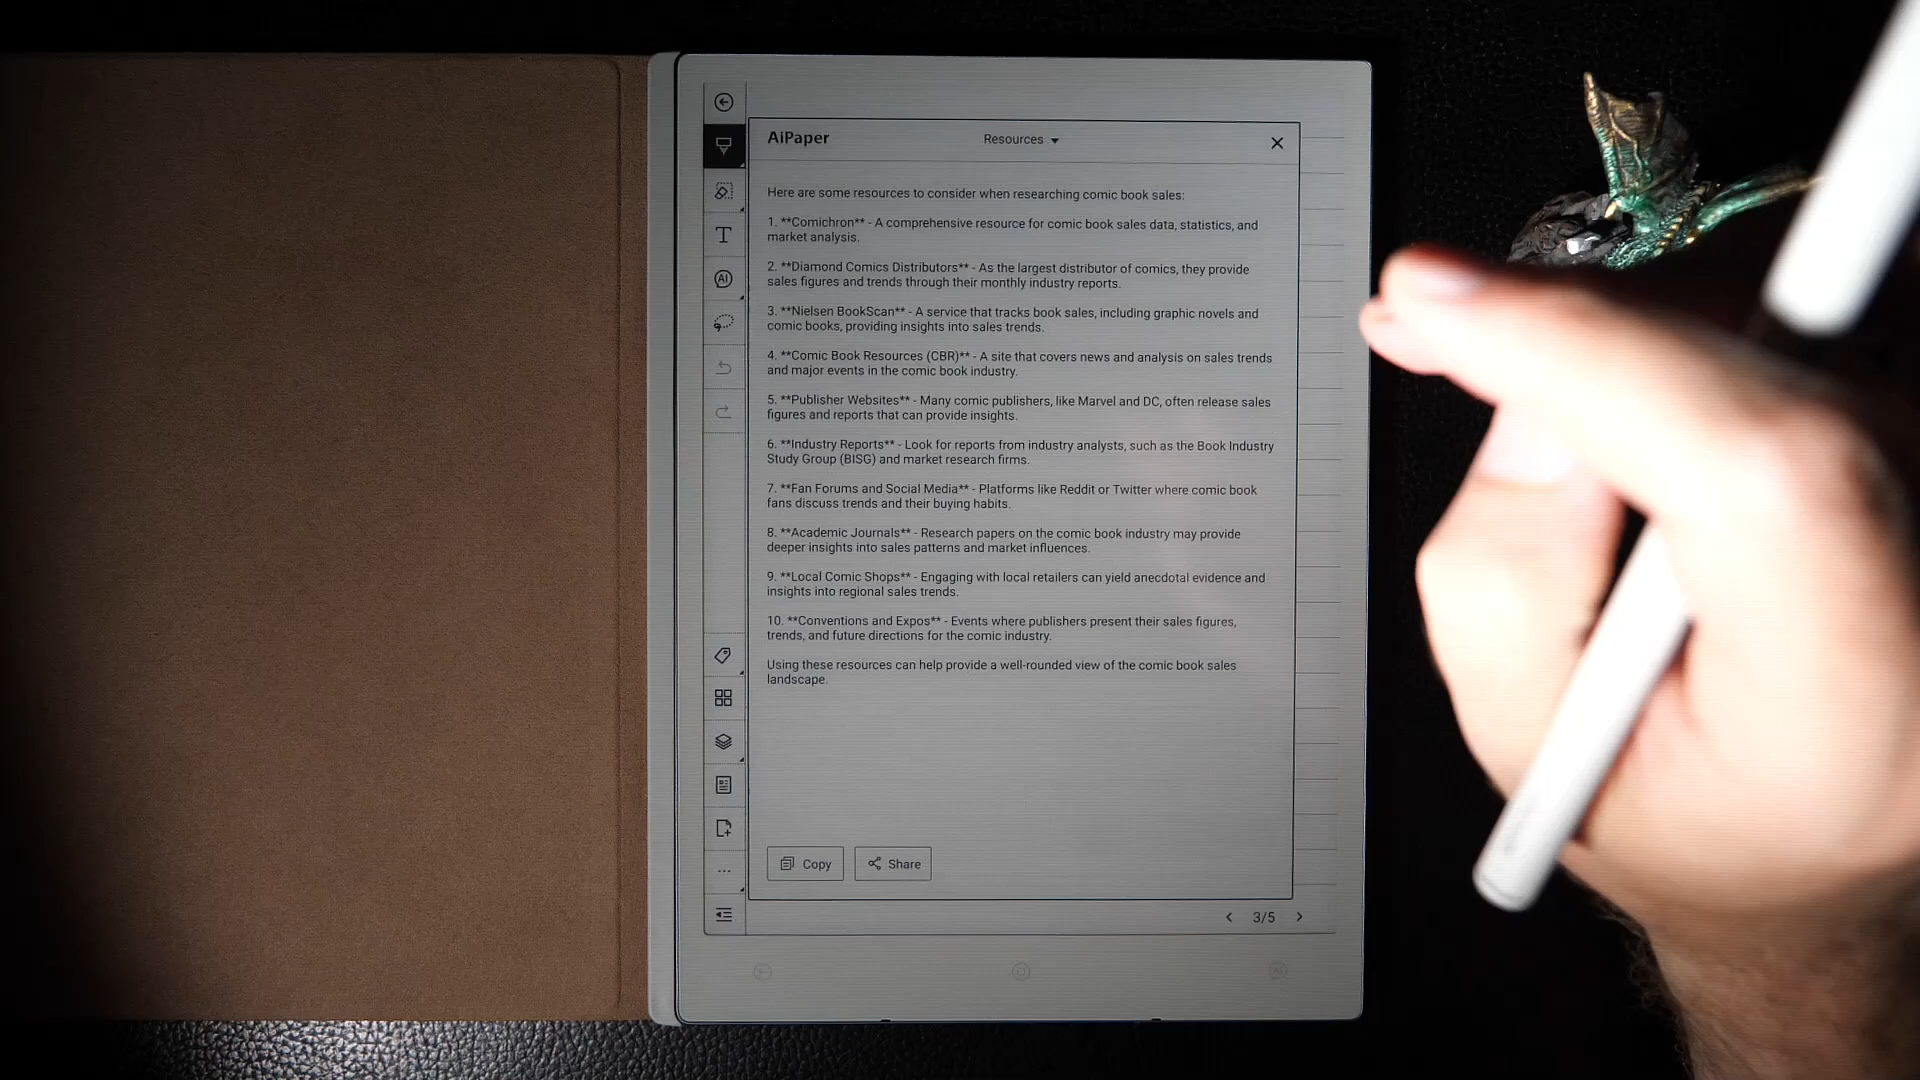 AiPaper
Resources
Here are some resources to consider when researching comic book sales:
1. **Comichron** - A comprehensive resource for comic book sales data, statistics, and
market analysis.
2. **Diamond Comics Distributors** - As the largest distributor of comics, they provide
sales figures and trends through their monthly industry reports.
3. **Nielsen BookScan** - A service that tracks book sales, including graphic novels and
comic books, providing insights into sales trends.
4. **Comic Book Resources (CBR)** - A site that covers news and analysis on sales trends
and major events in the comic book industry.
5. **Publisher Websites** - Many comic publishers, like Marvel and DC, often release sales
figures and reports that can provide insights.
6. **Industry Reports** - Look for reports from industry analysts, such as the Book Industry
Study Group (BISG) and market research firms.
7. **Fan Forums and Social Media** - Platforms like Reddit or Twitter where comic book
fans discuss trends and their buying habits.
8. **Academic Journals** - Research papers on the comic book industry may provide
deeper insights into sales patterns and market influences.
9. **Local Comic Shops** - Engaging with local retailers can yield anecdotal evidence and
insights into regional sales trends.
10. **Conventions and Expos** - Events where publishers present their sales figures,
trends, and future directions for the comic industry.
Using these resources can help provide a well-rounded view of the comic book sales
landscape.
Copy
Share
3/5
T
AI